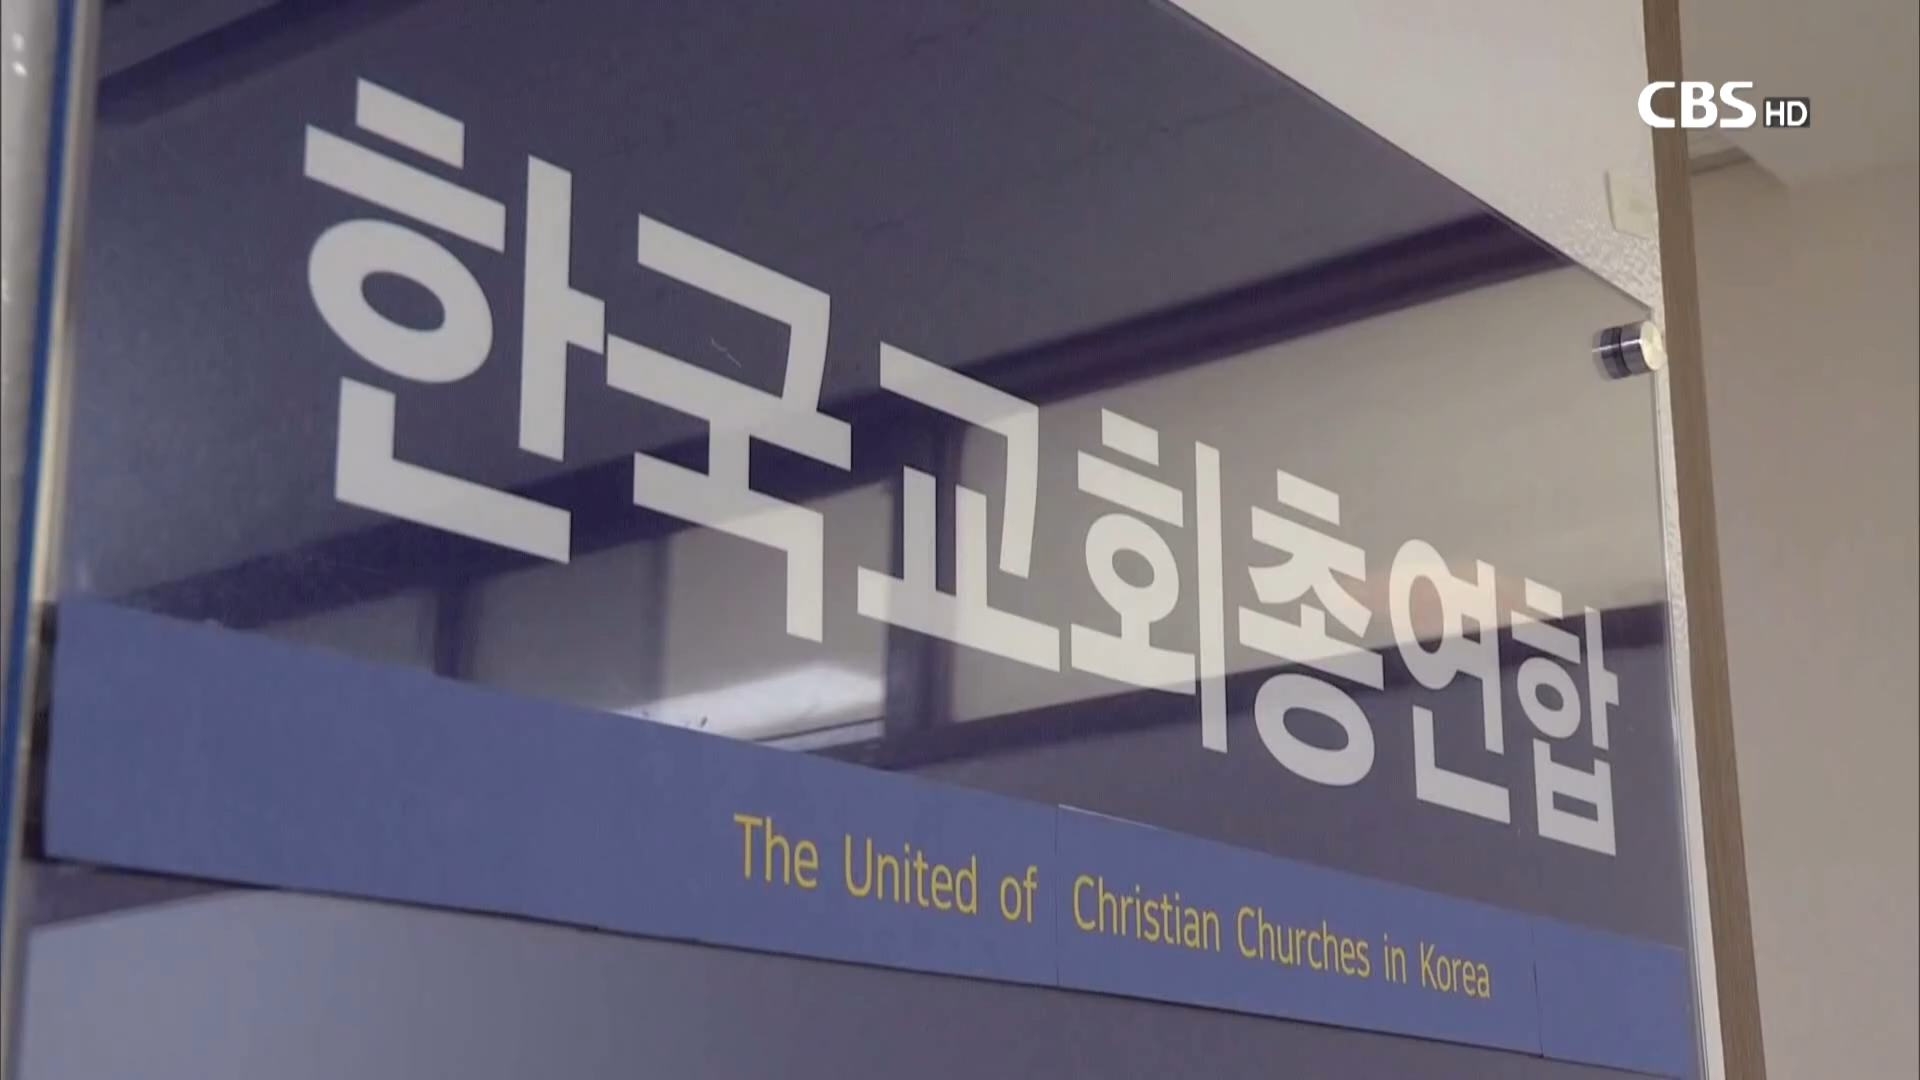 CBS HD
한국교회총연합
The United of Christian Churches in Korea